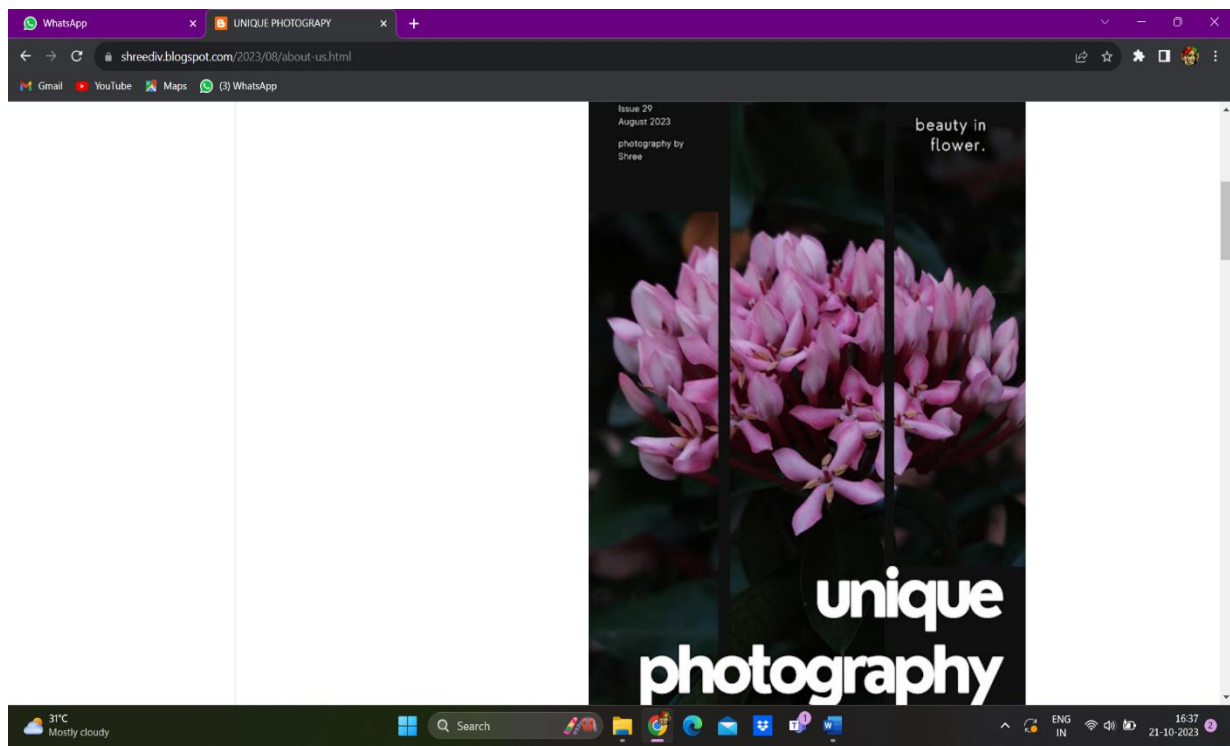 WhatsApp
UNIQUE PHOTOGRAPY
shreediv.blogspot.com/2023/08/about-us.html
Gmail
YouTube
Maps
(3) WhatsApp
Issue 29
August 2023
photography by
Shree
beauty in
flower.
unique
photography
31°C
Mostly cloudy
Search
1
ENG
IN
16:37
21-10-2023
2